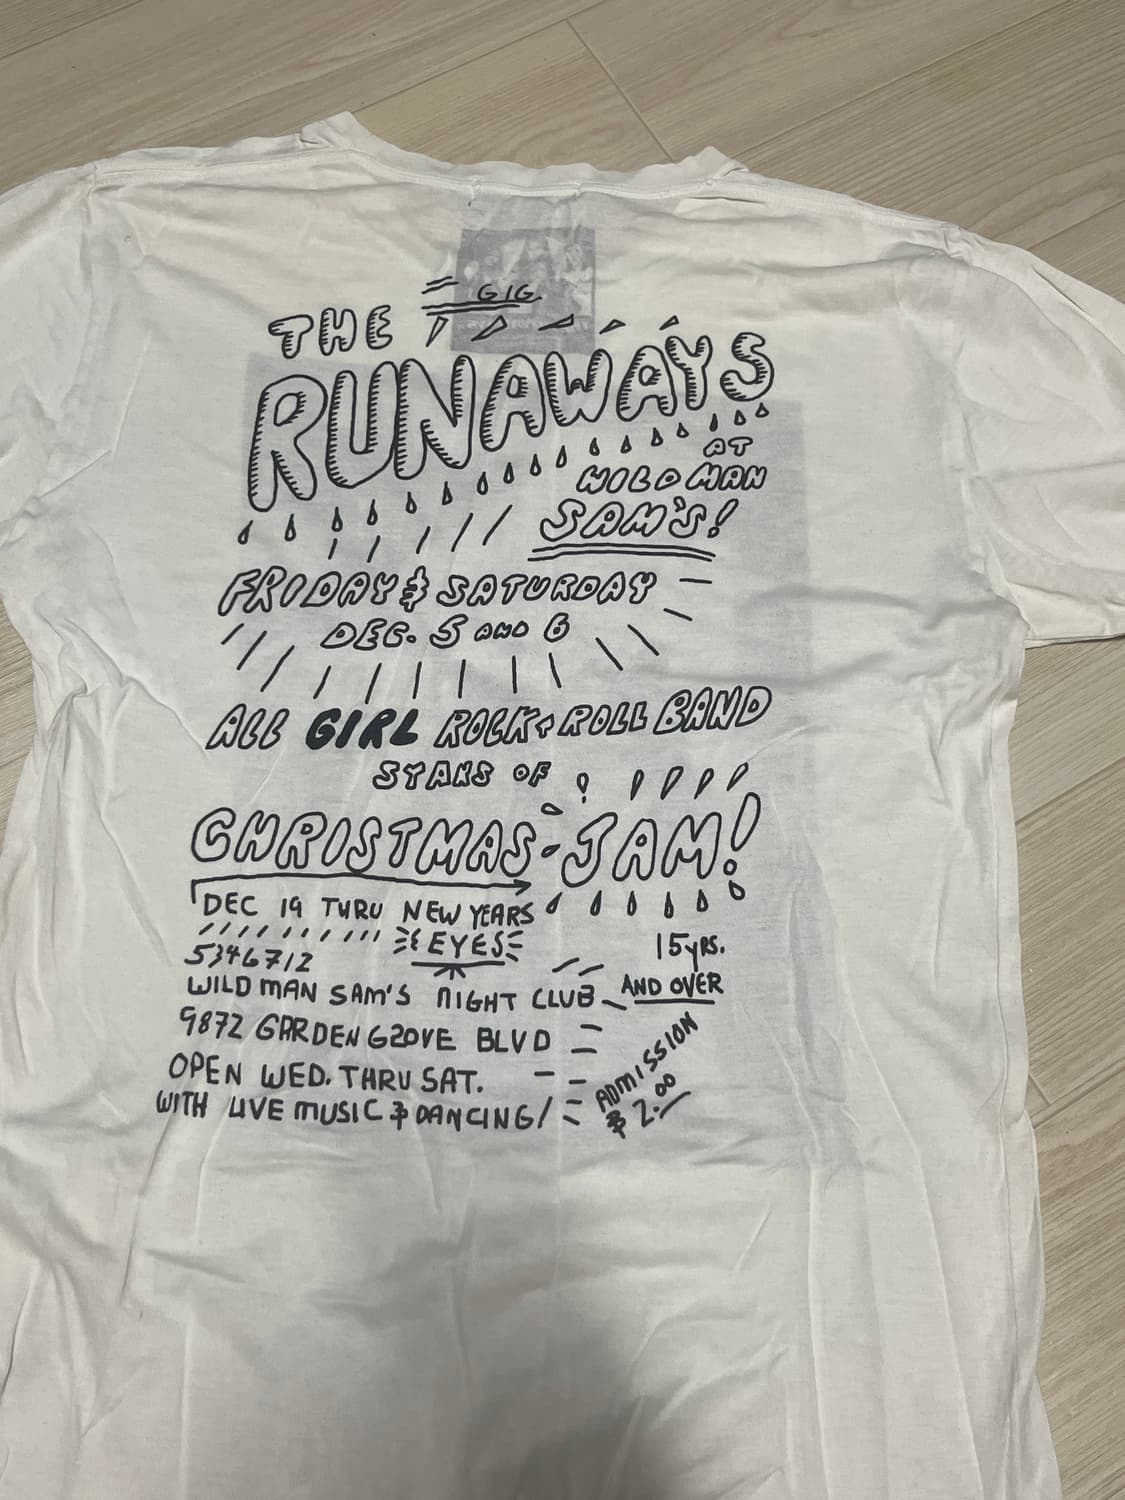 GIG
THE
RUNAWAYS
AT
WILD MAN
SAM'S!
FRIDAY & SATURDAY
DEC. 5 AND 6
ALL GIRL ROCK + ROLL BAND
STARS OF
CHRISTMAS - JAM!
DEC 19 THRU NEW YEARS
EYES
5346712
15 yRS.
AND OVER
WILD MAN SAM'S NIGHT CLUB
9872 GARDEN GROVE BLVD
OPEN WED. THRU SAT.
WITH LIVE MUSIC & DANCING!
ADMISSION
$ 2.00